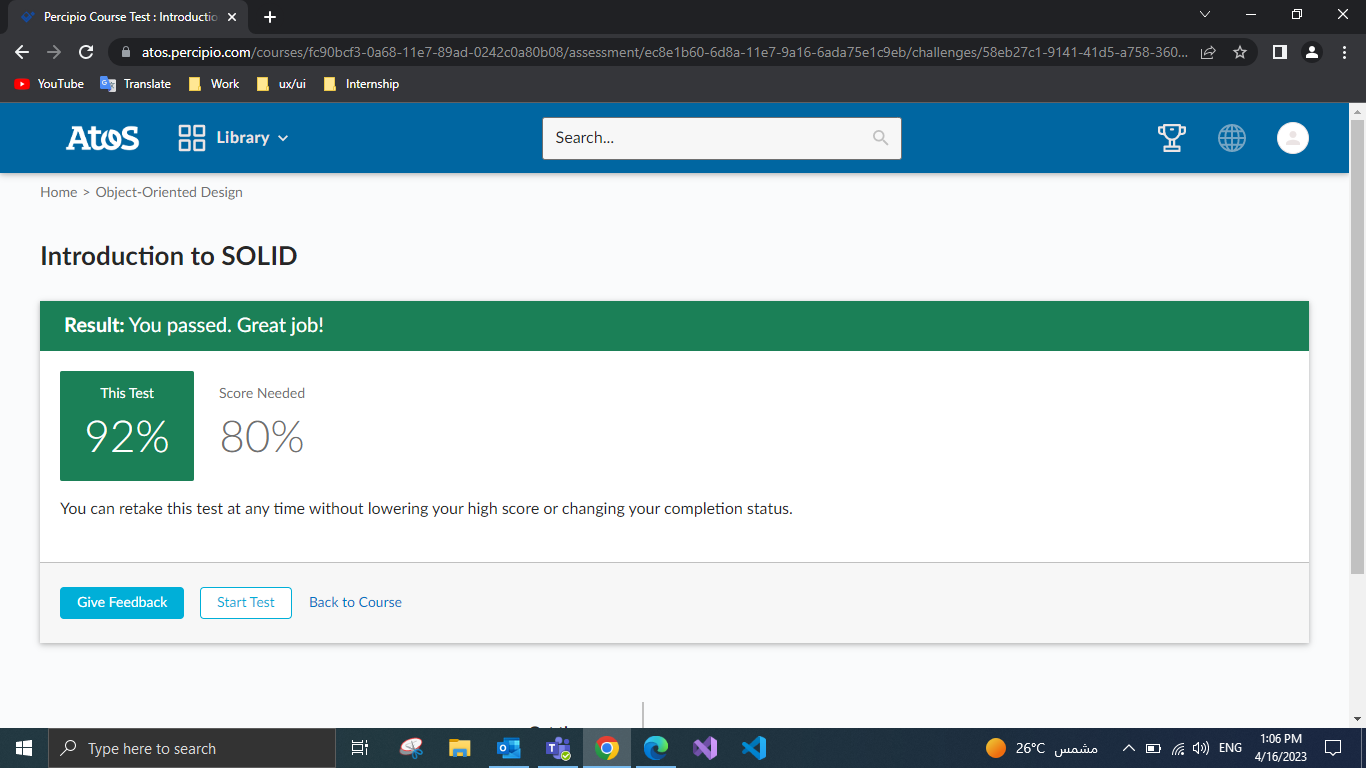 Percipio Course Test : Introductio
atos.percipio.com/courses/fc90bcf3-0a68-11e7-89ad-0242c0a80b08/assessment/ec8e1b60-6d8a-11e7-9a16-6ada75e1c9eb/challenges/58eb27c1-9141-41d5-a758-360...
YouTube Translate Work ux/ui Internship
Atos Library Search...
Home > Object-Oriented Design
Introduction to SOLID
Result: You passed. Great job!
This Test Score Needed
92% 80%
You can retake this test at any time without lowering your high score or changing your completion status.
Give Feedback Start Test Back to Course
Type here to search
26°C مشمس ENG
1:06 PM
4/16/2023